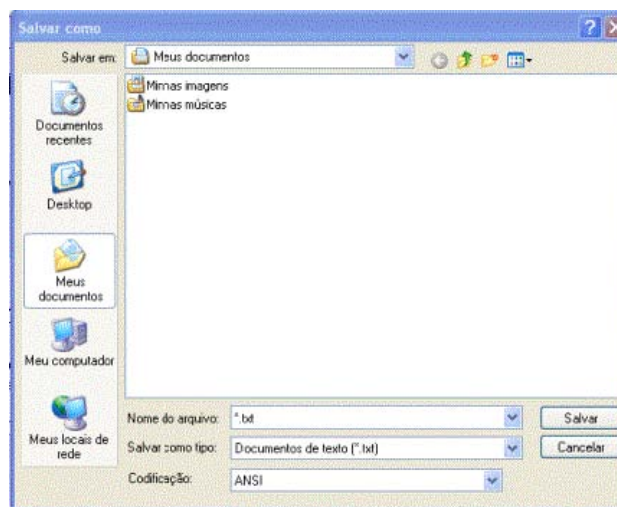 Salvar como
Salvar em: Meus documentos
Minhas imagens
Minhas músicas
Documentos
recentes
Desktop
Meus
documentos
Meu computador
Meus locais de
rede
Nome do arquivo: *.txt Salvar
Salvar como tipo: Documentos de texto (*.txt) Cancelar
Codificação: ANSI